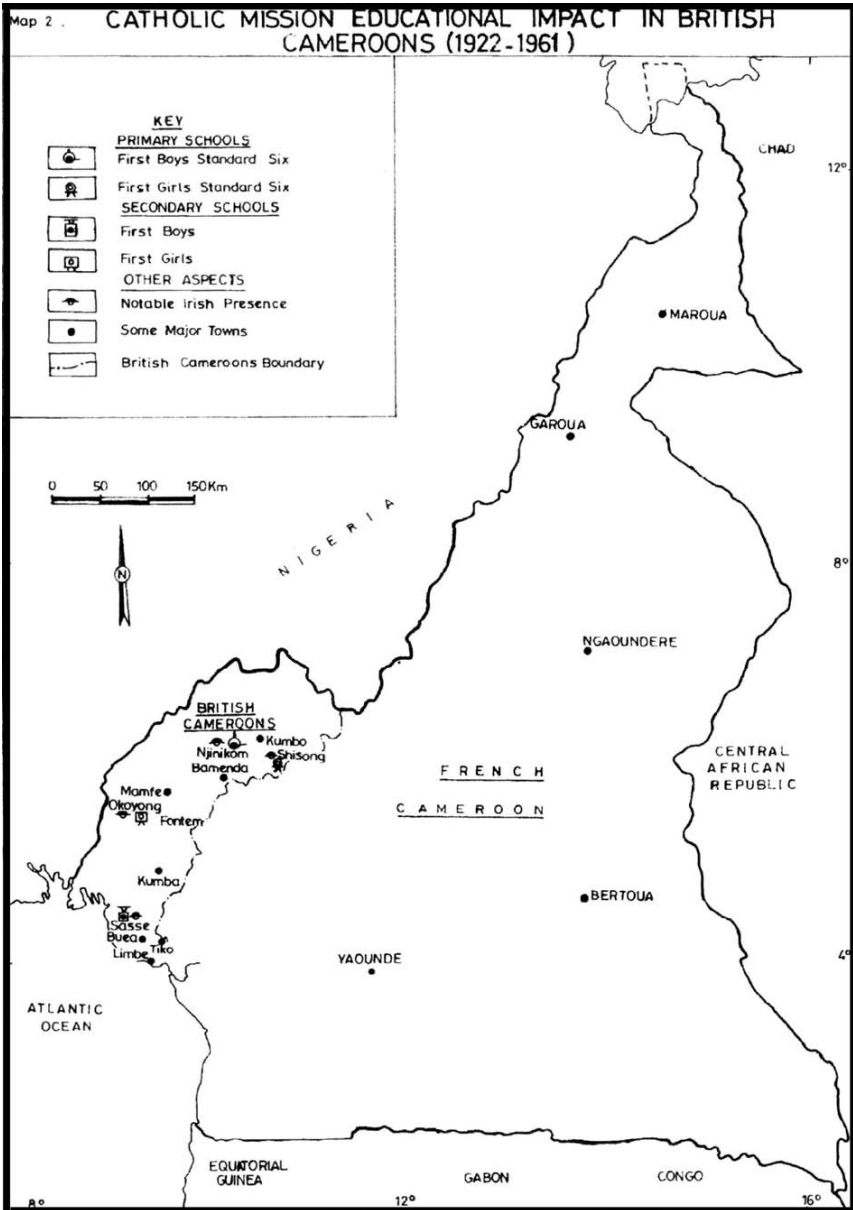 Map 2 .
CATHOLIC MISSION EDUCATIONAL IMPACT IN BRITISH
CAMEROONS (1922-1961)
KEY
PRIMARY SCHOOLS
First Boys Standard Six
First Girls Standard Six
SECONDARY SCHOOLS
First Boys
First Girls
OTHER ASPECTS
Notable Irish Presence
Some Major Towns
British Cameroons Boundary
CHAD
12°
MAROUA
GAROUA
0 50 100 150Km
NIGERIA
N
8°
NGAOUNDERE
BRITISH
CAMEROONS
Kumbo
Njinikom
Shisong
Bamenda
CENTRAL
AFRICAN
REPUBLIC
FRENCH
CAMEROON
Mamfe
Okoyong
Fontem
Kumba
BERTOUA
Sasse
Buea
Tiko
Limbe
YAOUNDE
4°
ATLANTIC
OCEAN
EQUATORIAL
GUINEA
GABON
CONGO
8°
12°
16°